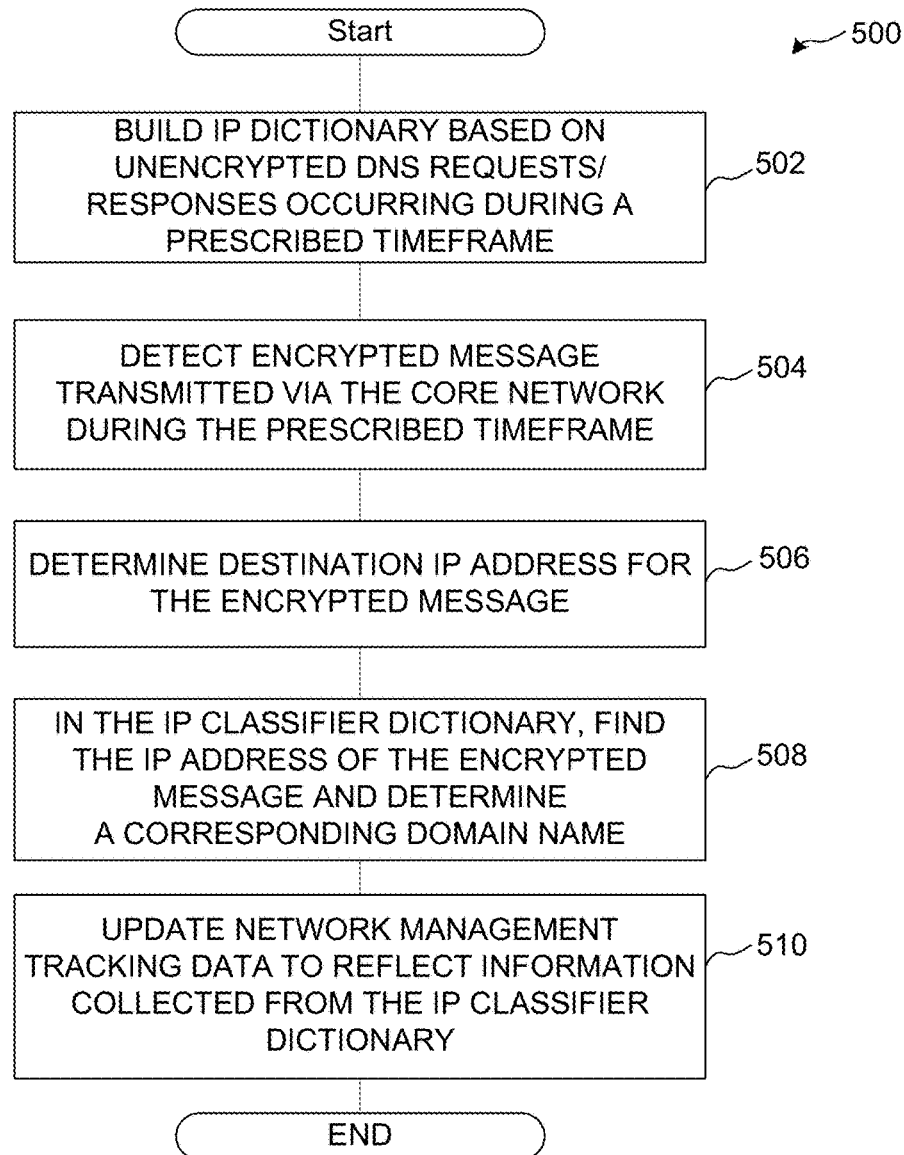 Start
500
BUILD IP DICTIONARY BASED ON
UNENCRYPTED DNS REQUESTS/
RESPONSES OCCURRING DURING A
PRESCRIBED TIMEFRAME
502
DETECT ENCRYPTED MESSAGE
TRANSMITTED VIA THE CORE NETWORK
DURING THE PRESCRIBED TIMEFRAME
504
DETERMINE DESTINATION IP ADDRESS FOR
THE ENCRYPTED MESSAGE
506
IN THE IP CLASSIFIER DICTIONARY, FIND
THE IP ADDRESS OF THE ENCRYPTED
MESSAGE AND DETERMINE
A CORRESPONDING DOMAIN NAME
508
UPDATE NETWORK MANAGEMENT
TRACKING DATA TO REFLECT INFORMATION
COLLECTED FROM THE IP CLASSIFIER
DICTIONARY
510
END